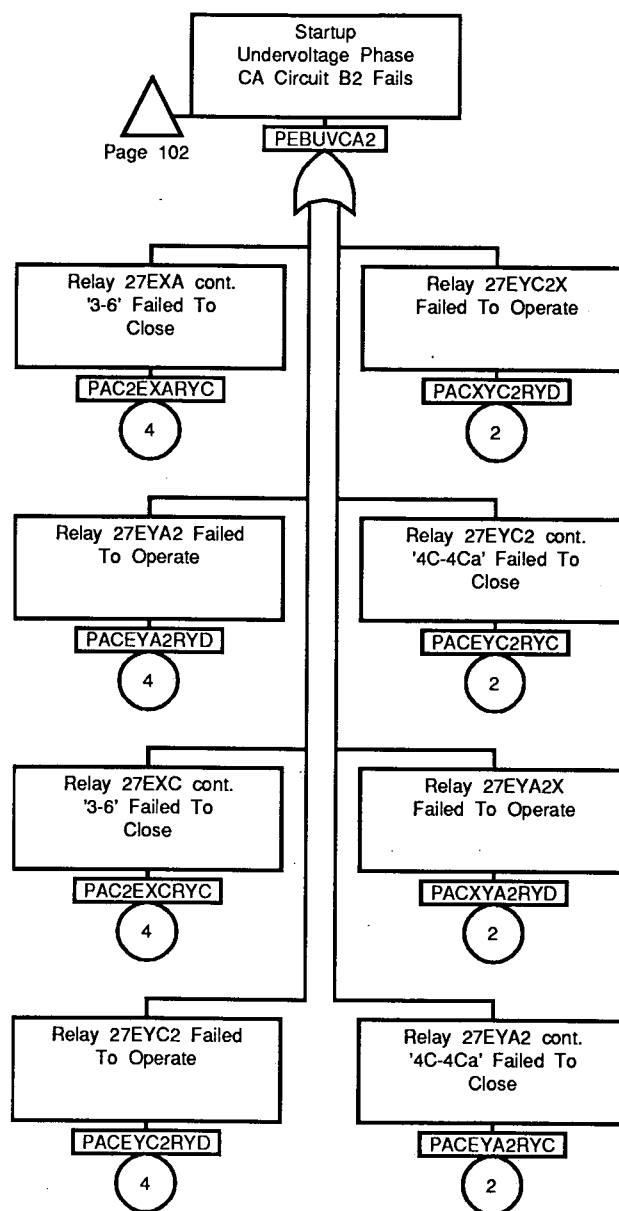 Startup
Undervoltage Phase
CA Circuit B2 Fails
Page 102
PEBUVCA2
Relay 27EXA cont.
'3-6' Failed To
Close
PAC2EXARYC
4
Relay 27EYC2X
Failed To Operate
PACXYC2RYD
2
Relay 27EYA2 Failed
To Operate
PACEYA2RYD
4
Relay 27EYC2 cont.
'4C-4Ca' Failed To
Close
PACEYC2RYC
2
Relay 27EXC cont.
'3-6' Failed To
Close
PAC2EXCRYC
4
Relay 27EYA2X
Failed To Operate
PACXYA2RYD
2
Relay 27EYC2 Failed
To Operate
PACEYC2RYD
4
Relay 27EYA2 cont.
'4C-4Ca' Failed To
Close
PACEYA2RYC
2